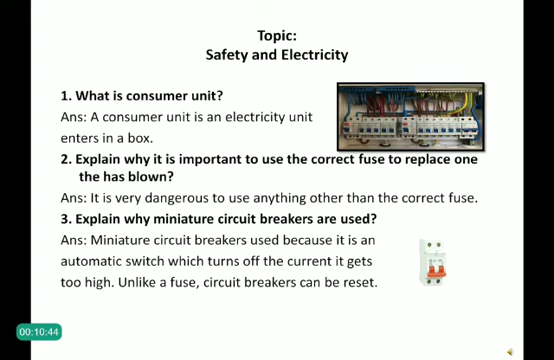 Topic:
Safety and Electricity
1. What is consumer unit?
Ans: A consumer unit is an electricity unit
enters in a box.
2. Explain why it is important to use the correct fuse to replace one
the has blown?
Ans: It is very dangerous to use anything other than the correct fuse.
3. Explain why miniature circuit breakers are used?
Ans: Miniature circuit breakers used because it is an
automatic switch which turns off the current it gets
too high. Unlike a fuse, circuit breakers can be reset.
00:10:44